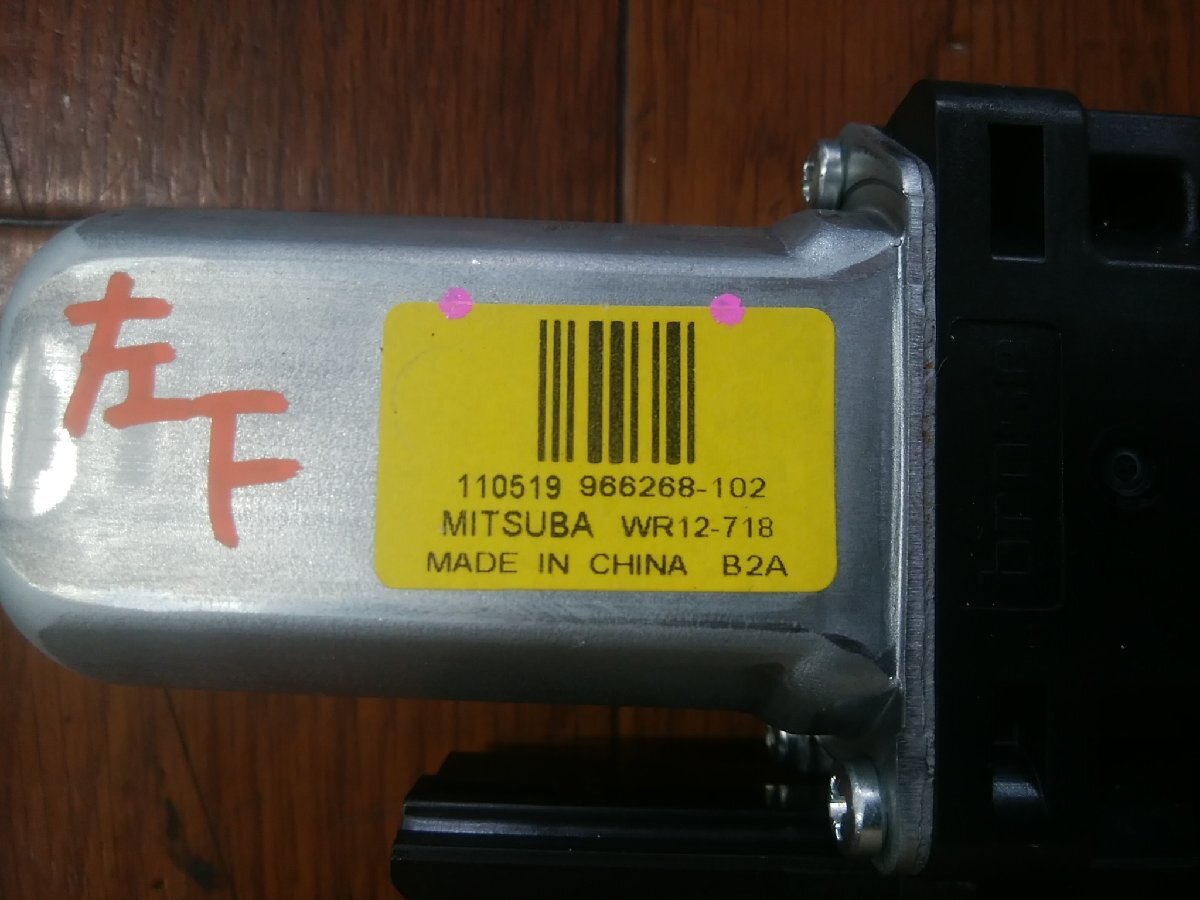 左F
110519 966268-102
MITSUBA WR12-718
MADE IN CHINA B2A